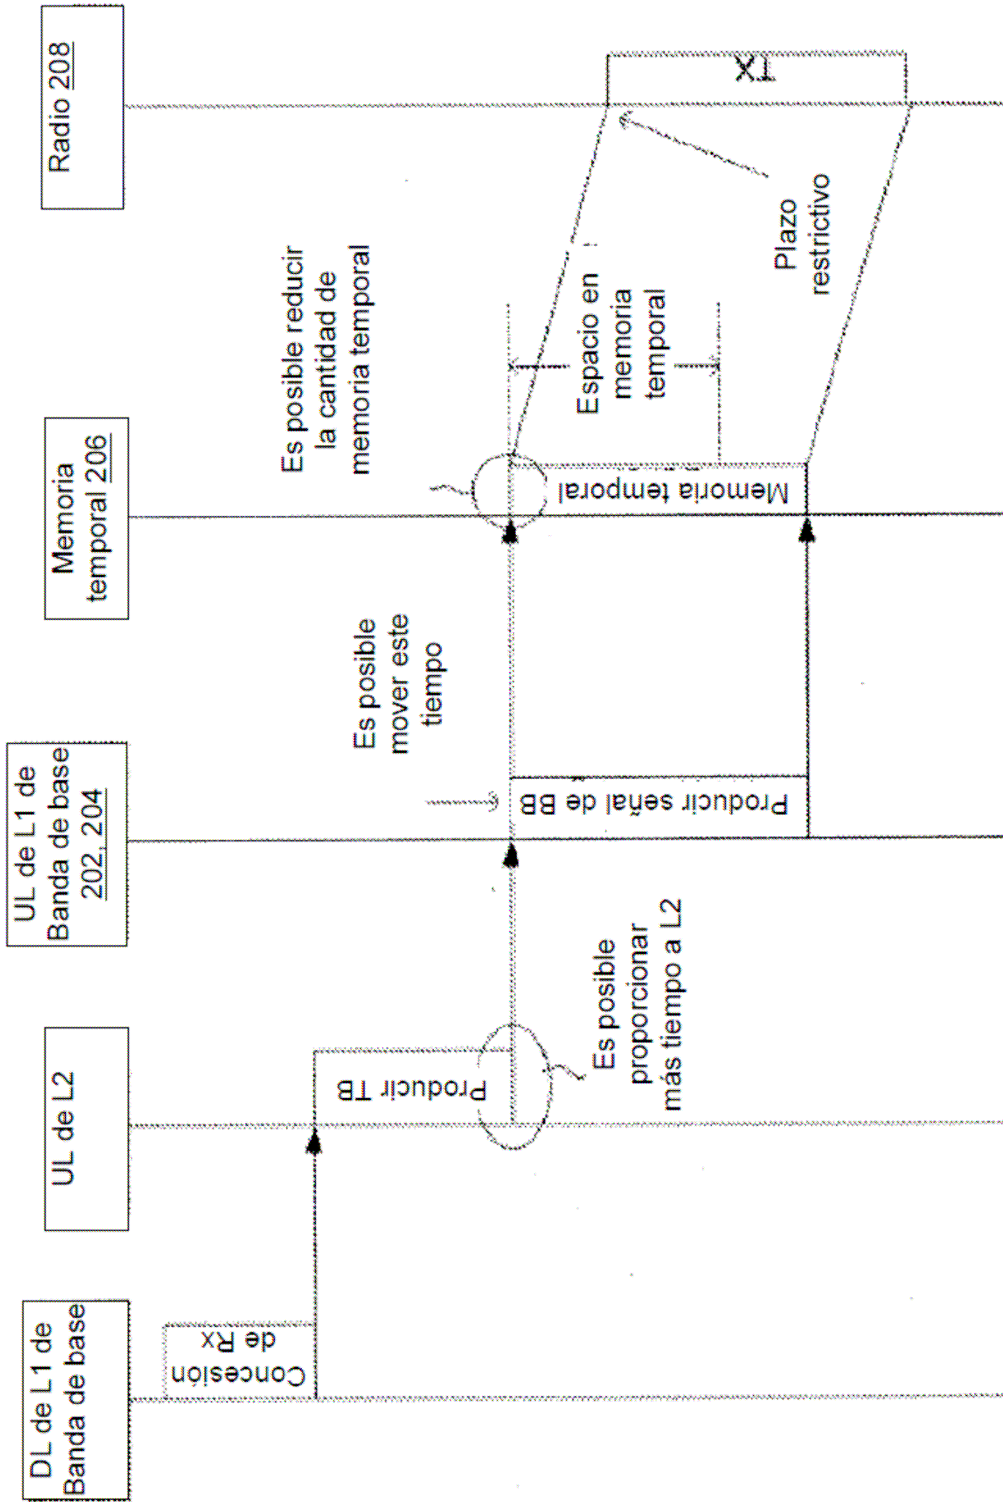 DL de L1 de
Banda de base
UL de L2
UL de L1 de
Banda de base
202, 204
Memoria
temporal 206
Radio 208
Concesión
de Rx
Producir TB
Es posible
proporcionar
más tiempo a L2
Producir señal de BB
Es posible
mover este
tiempo
Memoria temporal
Es posible reducir
la cantidad de
memoria temporal
Espacio en
memoria
temporal
Plazo
restrictivo
TX